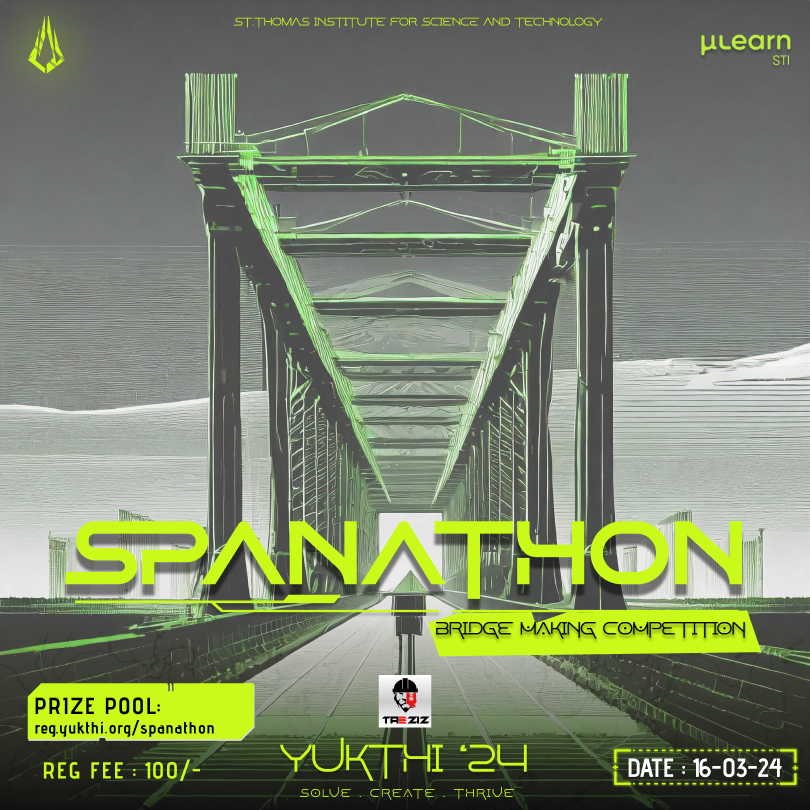 ST.THOMAS INSTITUTE FOR SCIENCE AND TECHNOLOGY
µLearn
STI
SPANATHON
BRIDGE MAKING COMPETITION
PRIZE POOL:
reg.yukthi.org/spanathon
REG FEE : 100/-
TREZIZ
YUKTHI '24
SOLVE . CREATE . THRIVE
DATE : 16-03-24